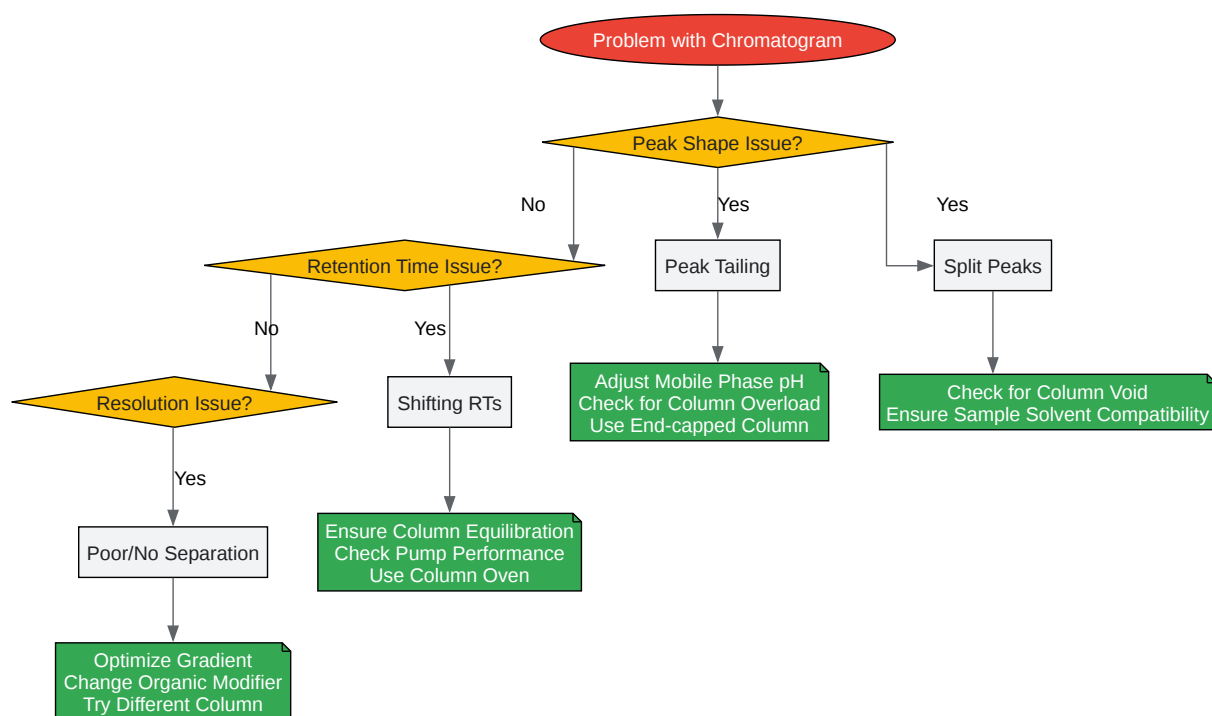 Problem with Chromatogram
Peak Shape Issue?
No
Yes
Yes
Retention Time Issue?
Peak Tailing
Split Peaks
No
Yes
Adjust Mobile Phase pH
Check for Column Overload
Use End-capped Column
Check for Column Void
Ensure Sample Solvent Compatibility
Resolution Issue?
Shifting RTs
Yes
Ensure Column Equilibration
Check Pump Performance
Use Column Oven
Poor/No Separation
Optimize Gradient
Change Organic Modifier
Try Different Column